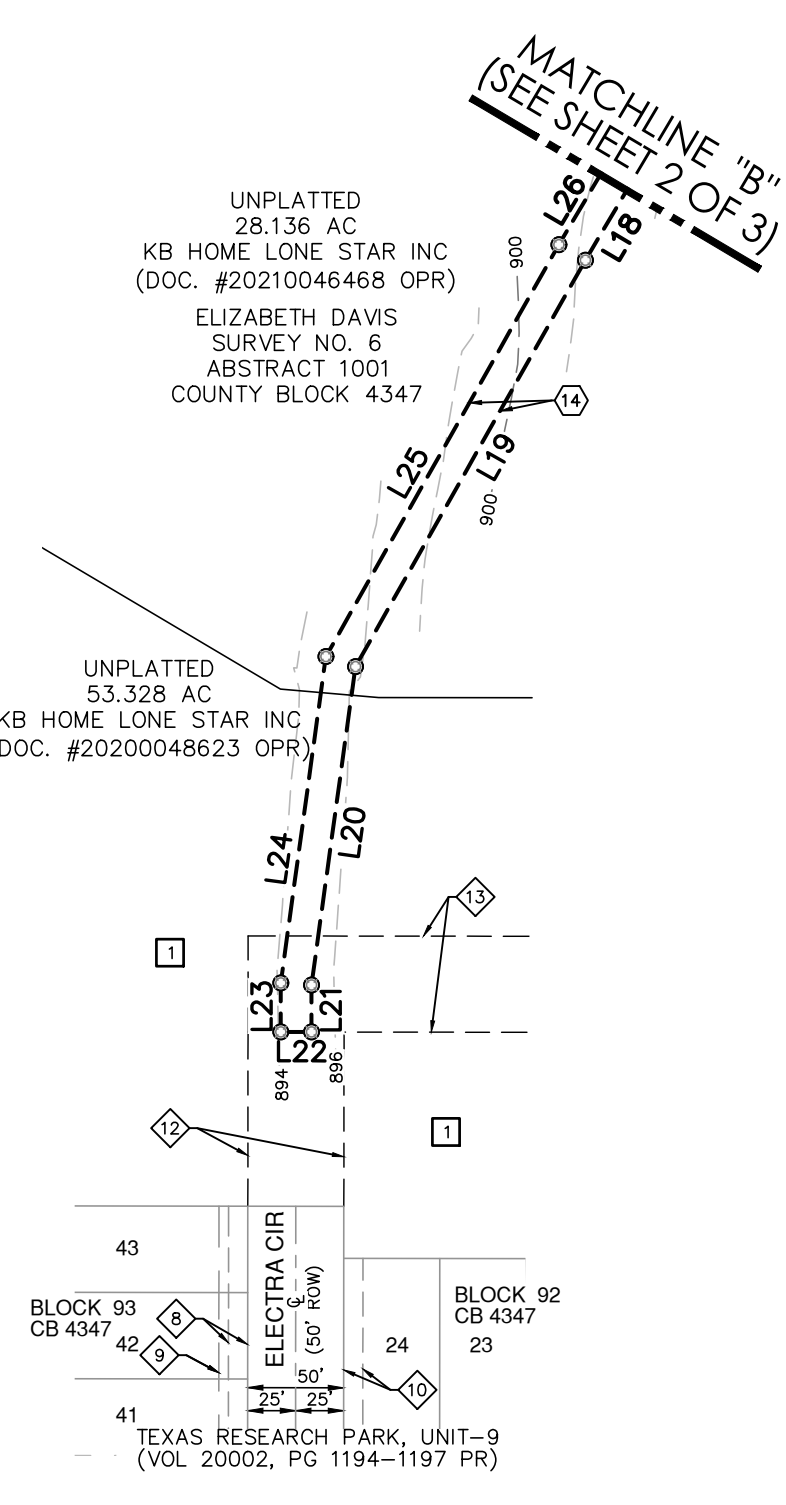 MATCHLINE "B"
(SEE SHEET 2 OF 3)
L26
L18
UNPLATTED
28.136 AC
KB HOME LONE STAR INC
(DOC. #20210046468 OPR)
900
ELIZABETH DAVIS
SURVEY NO. 6
ABSTRACT 1001
COUNTY BLOCK 4347
14
L25
L19
900
UNPLATTED
53.328 AC
KB HOME LONE STAR INC
DOC. #20200048623 OPR)
L24
L20
13
1
L23
L21
L22
894
896
12
1
43
ELECTRA CIR
℄
(50' ROW)
BLOCK 93
CB 4347
42
8
9
BLOCK 92
CB 4347
24
23
50'
25'
25'
10
41
TEXAS RESEARCH PARK, UNIT-9
(VOL 20002, PG 1194-1197 PR)